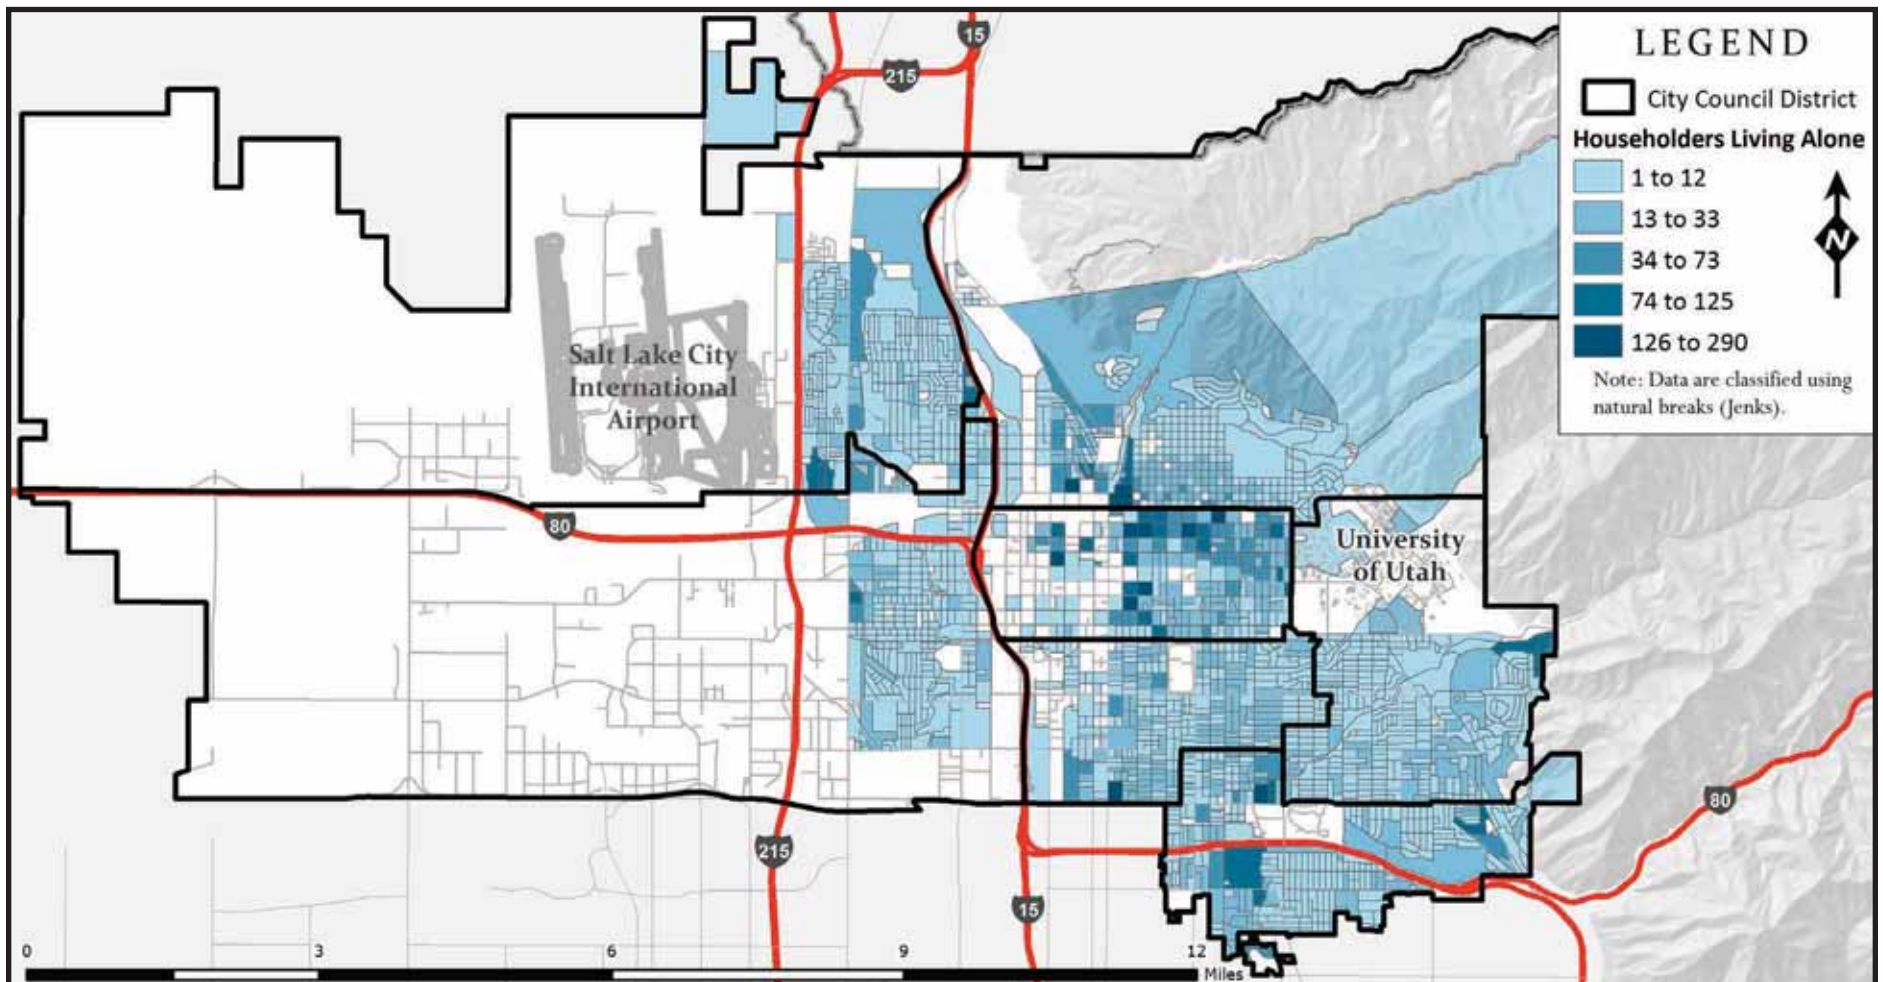 15
215
LEGEND
City Council District
Householders Living Alone
1 to 12
13 to 33
34 to 73
74 to 125
126 to 290
N
Note: Data are classified using
natural breaks (Jenks).
Salt Lake City
International
Airport
80
University
of Utah
80
215
15
0 3 6 9 12
Miles